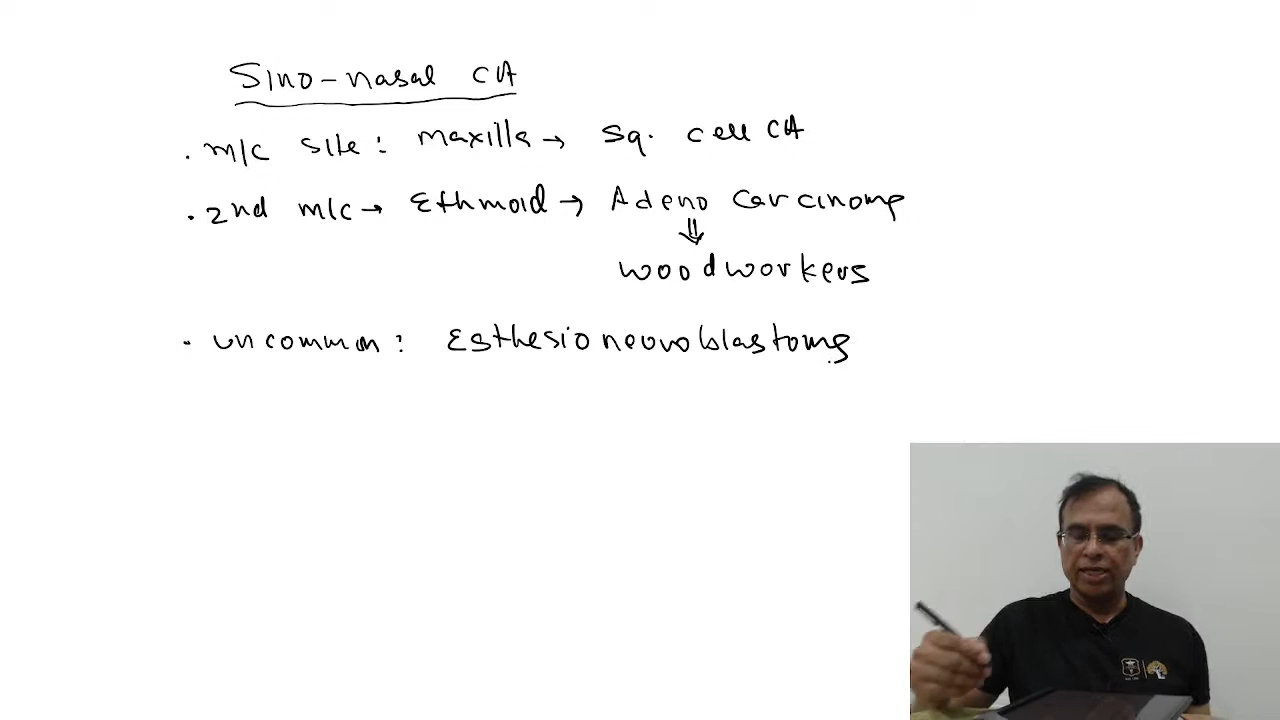 Sino-nasal CA
. m/c site: maxilla → sq. cell CA
. 2nd m/c → Ethmoid → Adeno Carcinoma
⇓
woodworkers
. uncommon: Esthesioneuroblastoma